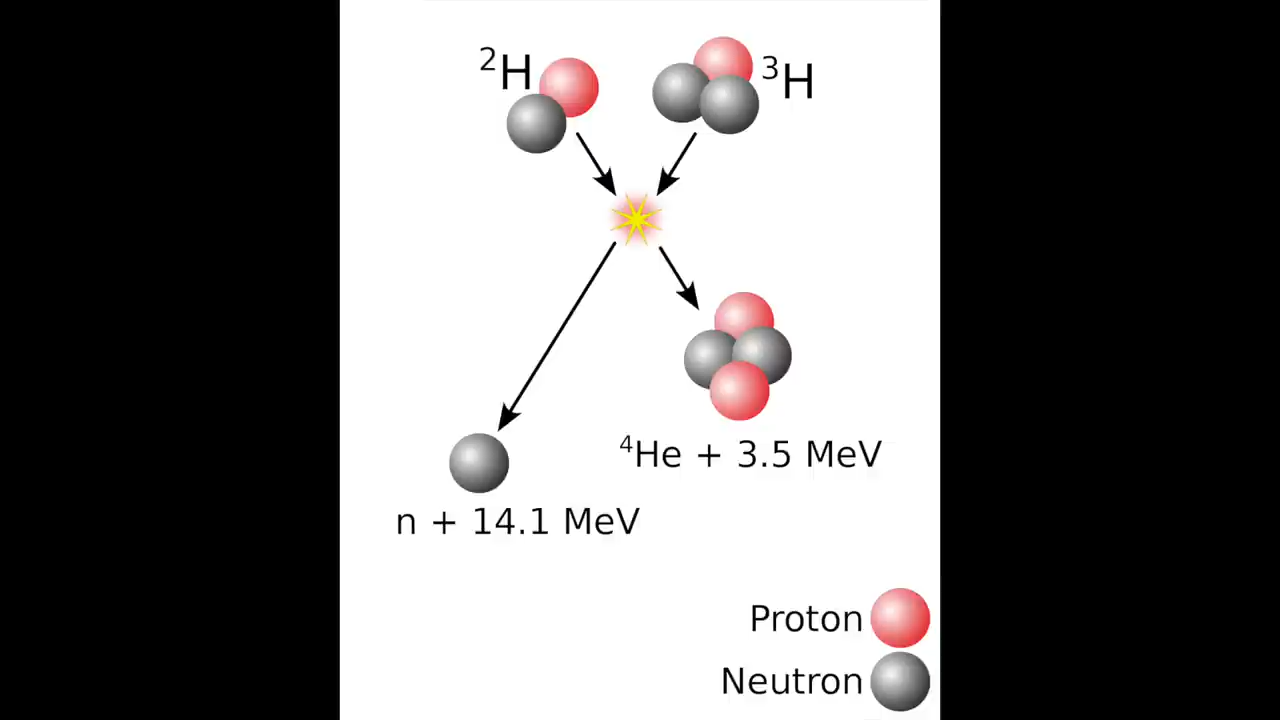 ²H
³H
⁴He + 3.5 MeV
n + 14.1 MeV
Proton
Neutron